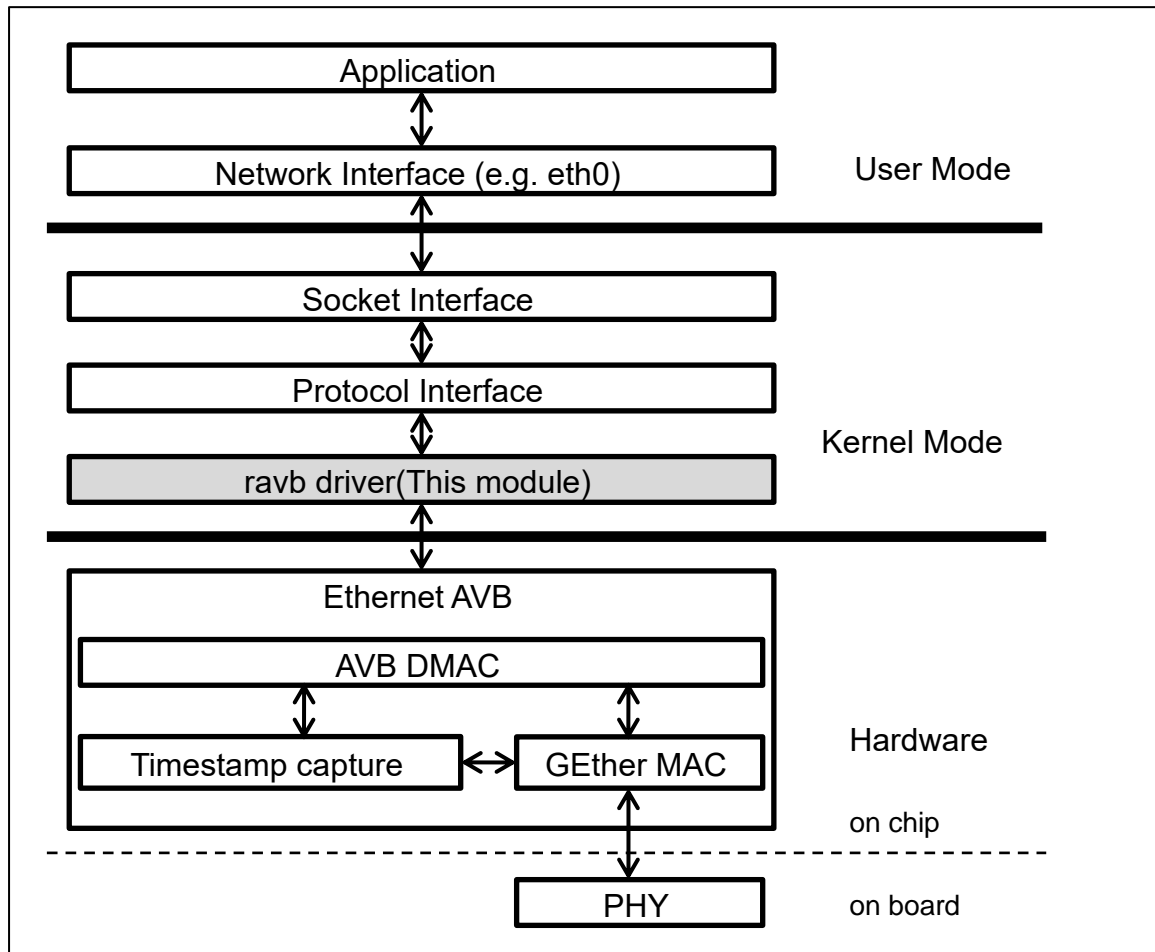 Application
Network Interface (e.g. eth0)
User Mode
Socket Interface
Protocol Interface
Kernel Mode
ravb driver(This module)
Ethernet AVB
AVB DMAC
Timestamp capture
GEther MAC
Hardware
on chip
PHY
on board